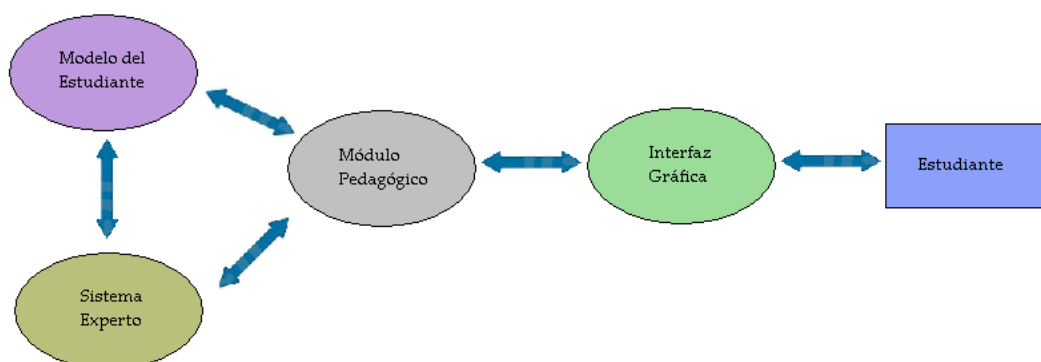 Modelo del
Estudiante
Módulo
Pedagógico
Interfaz
Gráfica
Estudiante
Sistema
Experto